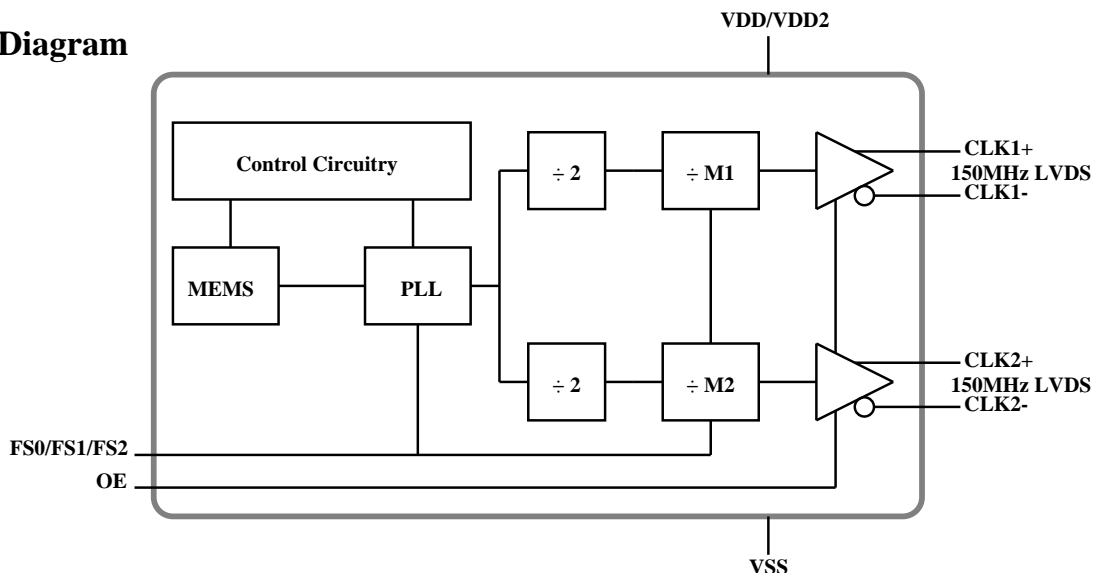 Diagram
VDD/VDD2
Control Circuitry
÷ 2
÷ M1
CLK1+
150MHz LVDS
CLK1-
MEMS
PLL
÷ 2
÷ M2
CLK2+
150MHz LVDS
CLK2-
FS0/FS1/FS2
OE
VSS